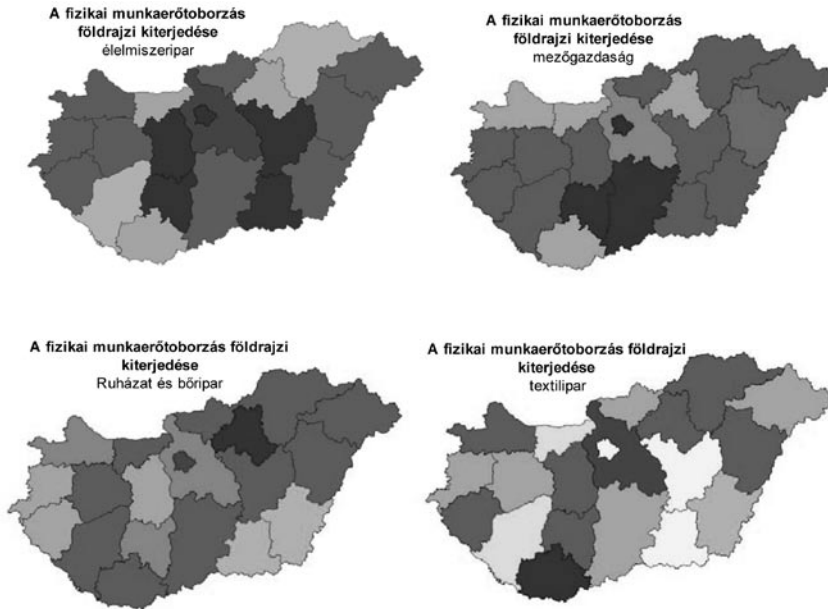 A fizikai munkaerőtoborzás
földrajzi kiterjedése
élelmiszeripar
A fizikai munkaerőtoborzás
földrajzi kiterjedése
mezőgazdaság
A fizikai munkaerőtoborzás földrajzi
kiterjedése
Ruházat és bőripar
A fizikai munkaerőtoborzás földrajzi
kiterjedése
textilipar